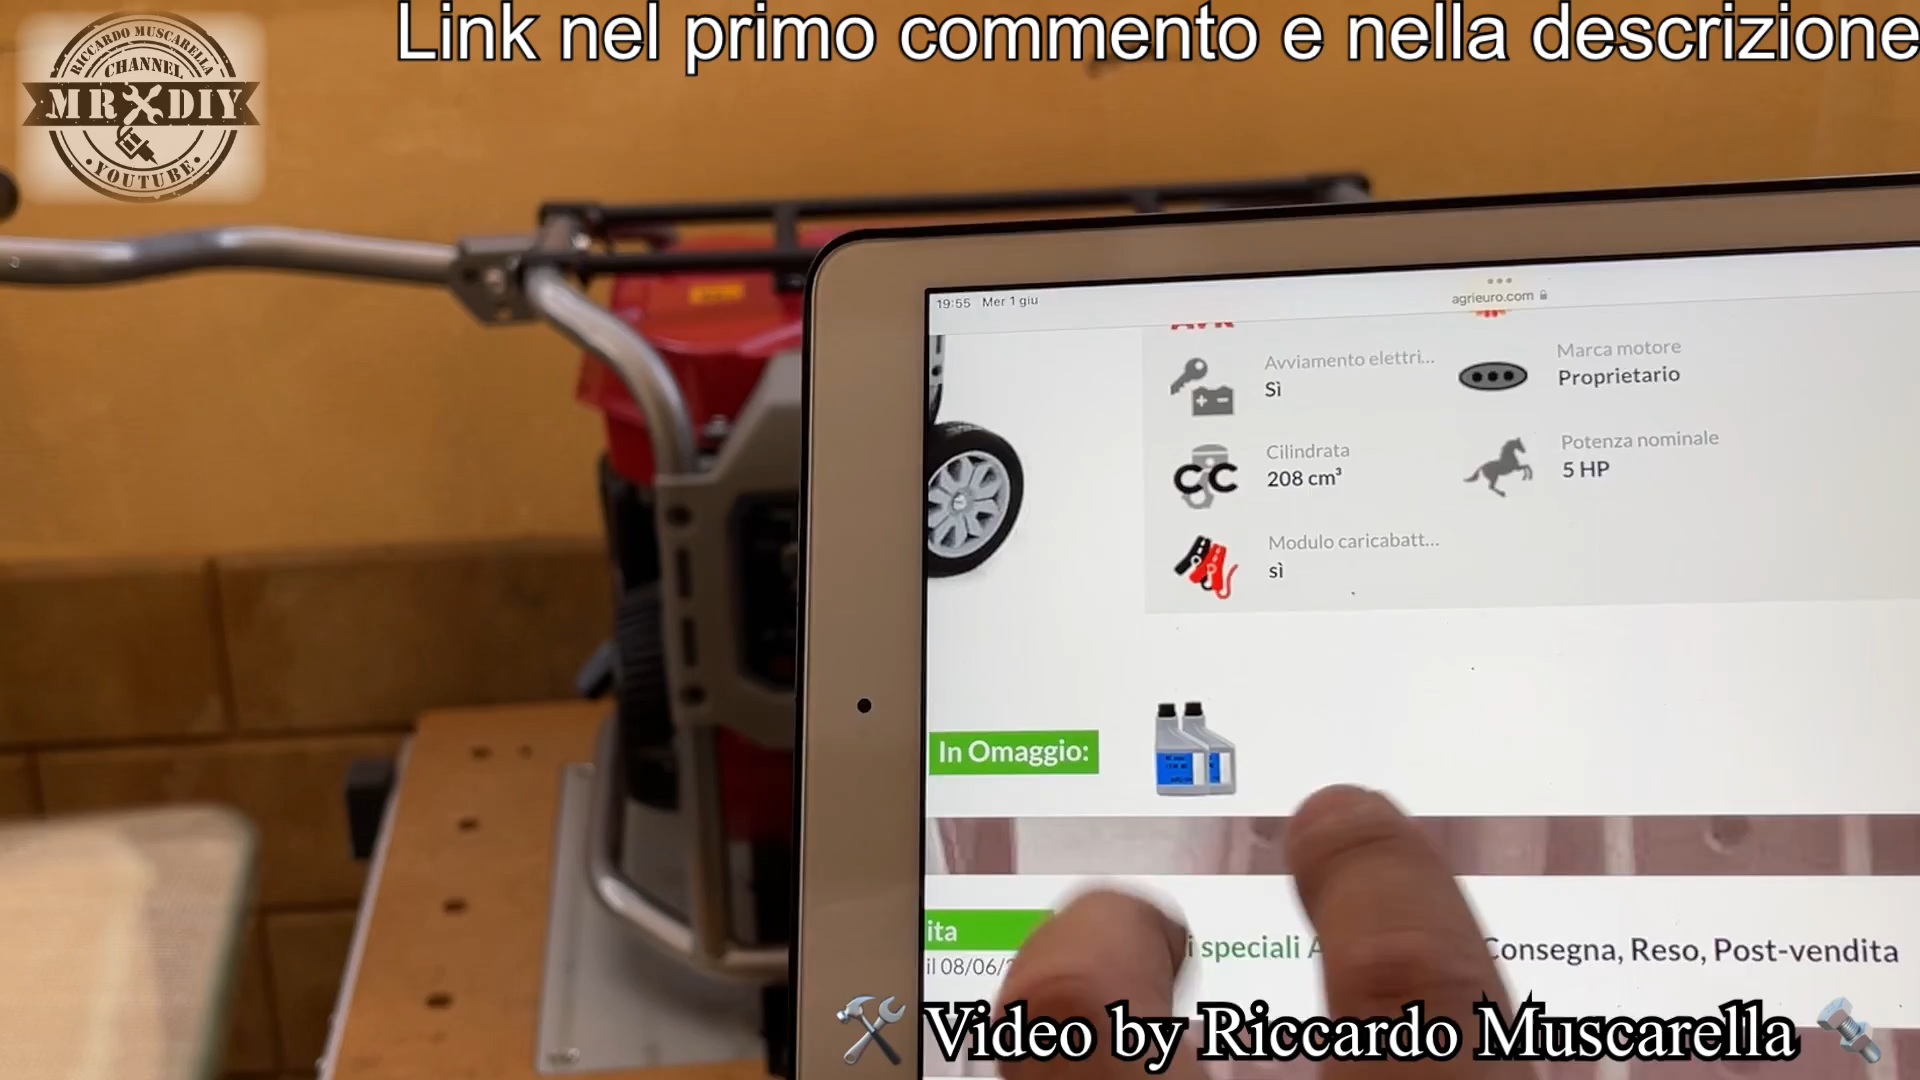 Link nel primo commento e nella descrizione
RICCARDO MUSCARELLA
CHANNEL
MR DIY
YOUTUBE
19:55 Mer 1 giu
agrieuro.com
Avviamento elettri...
Sì
Marca motore
Proprietario
Cilindrata
208 cm³
CC
Potenza nominale
5 HP
Modulo caricabatt...
sì
In Omaggio:
ita
il 08/06/
i speciali A
Consegna, Reso, Post-vendita
Video by Riccardo Muscarella